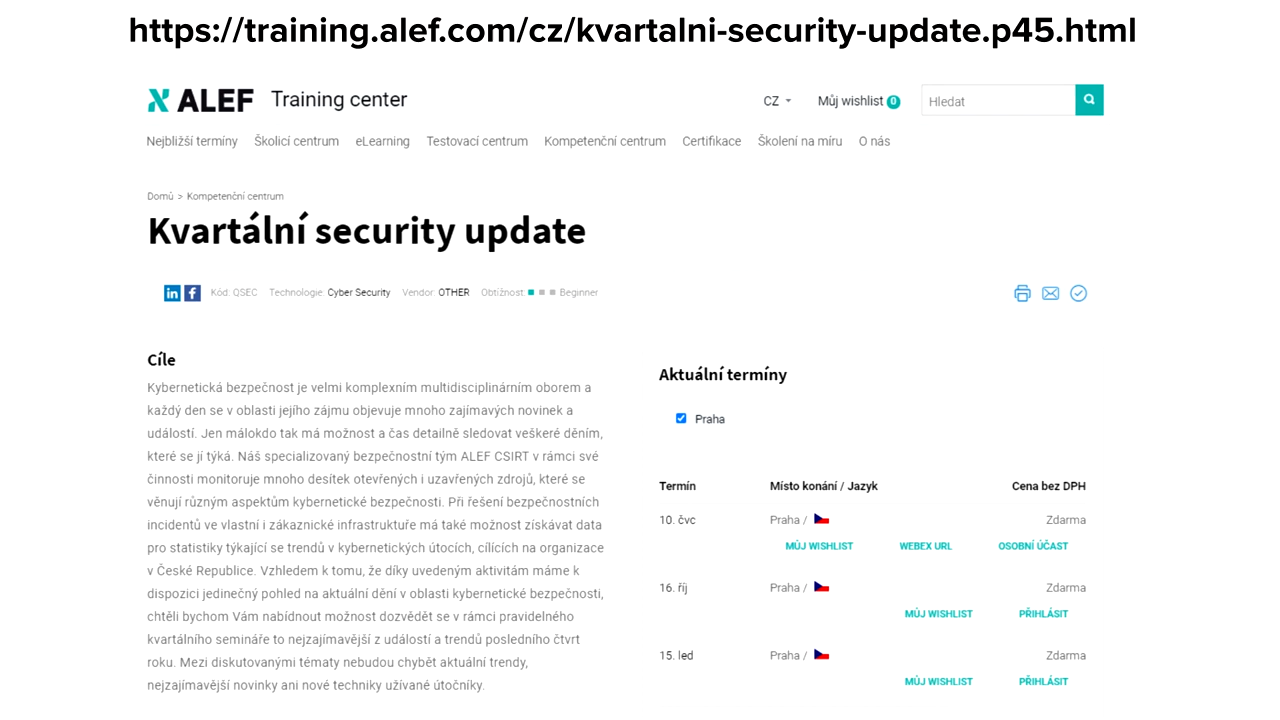 https://training.alef.com/cz/kvartalni-security-update.p45.html
ALEF Training center
CZ Můj wishlist 0 Hledat
Nejbližší termíny Školicí centrum eLearning Testovací centrum Kompetenční centrum Certifikace Školení na míru O nás
Domů > Kompetenční centrum
Kvartální security update
in f Kód: QSEC Technologie: Cyber Security Vendor: OTHER Obtížnost: Beginner
Cíle
Kybernetická bezpečnost je velmi komplexním multidisciplinárním oborem a
každý den se v oblasti jejího zájmu objevuje mnoho zajímavých novinek a
událostí. Jen málokdo tak má možnost a čas detailně sledovat veškeré děním,
které se jí týká. Náš specializovaný bezpečnostní tým ALEF CSIRT v rámci své
činnosti monitoruje mnoho desítek otevřených i uzavřených zdrojů, které se
věnují různým aspektům kybernetické bezpečnosti. Při řešení bezpečnostních
incidentů ve vlastní i zákaznické infrastruktuře má také možnost získávat data
pro statistiky týkající se trendů v kybernetických útocích, cílících na organizace
v České Republice. Vzhledem k tomu, že díky uvedeným aktivitám máme k
dispozici jedinečný pohled na aktuální dění v oblasti kybernetické bezpečnosti,
chtěli bychom Vám nabídnout možnost dozvědět se v rámci pravidelného
kvartálního semináře to nejzajímavější z událostí a trendů posledního čtvrt
roku. Mezi diskutovanými tématy nebudou chybět aktuální trendy,
nejzajímavější novinky ani nové techniky užívané útočníky.
Aktuální termíny
Praha
Termín Místo konání / Jazyk Cena bez DPH
10. čvc Praha / Zdarma
MŮJ WISHLIST WEBEX URL OSOBNÍ ÚČAST
16. říj Praha / Zdarma
MŮJ WISHLIST PŘIHLÁSIT
15. led Praha / Zdarma
MŮJ WISHLIST PŘIHLÁSIT